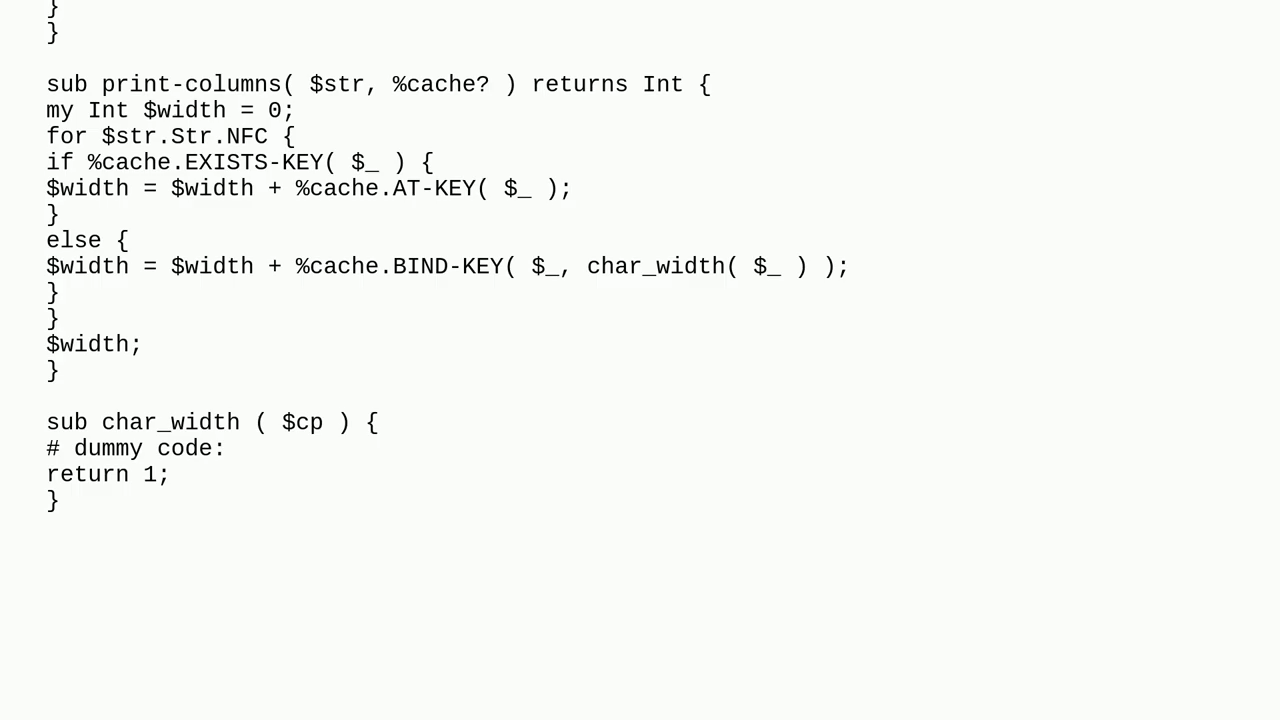 }
}
sub print-columns( $str, %cache? ) returns Int {
my Int $width = 0;
for $str.Str.NFC {
if %cache.EXISTS-KEY( $_ ) {
$width = $width + %cache.AT-KEY( $_ );
}
else {
$width = $width + %cache.BIND-KEY( $_, char_width( $_ ) );
}
}
$width;
}
sub char_width ( $cp ) {
# dummy code:
return 1;
}